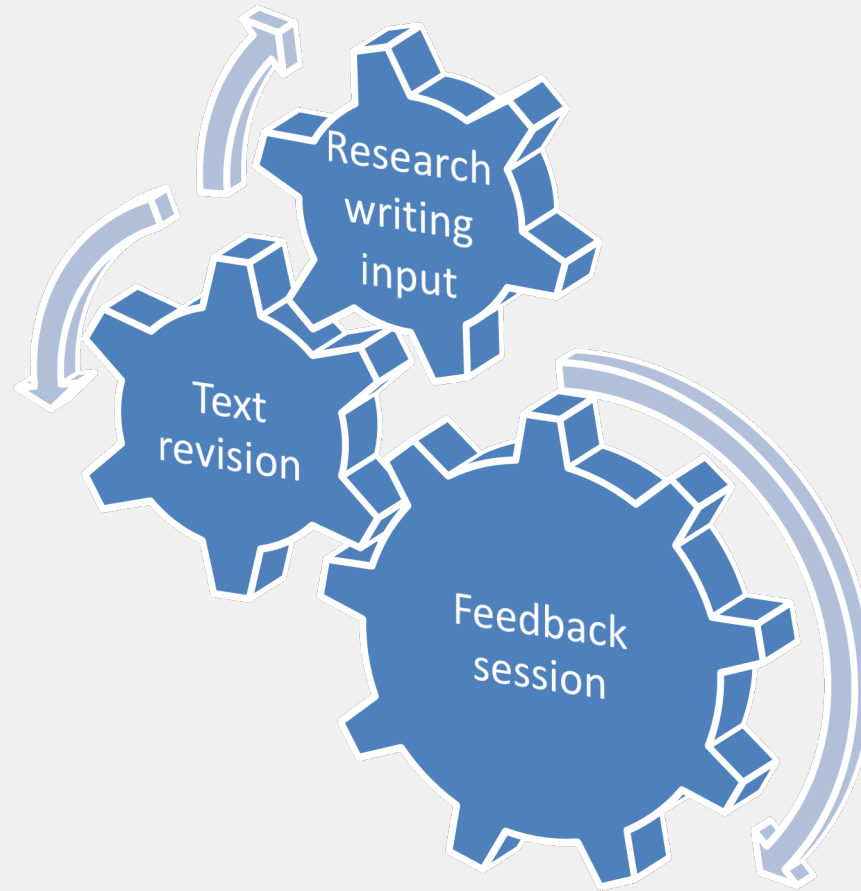 Research
writing
input
Text
revision
Feedback
session